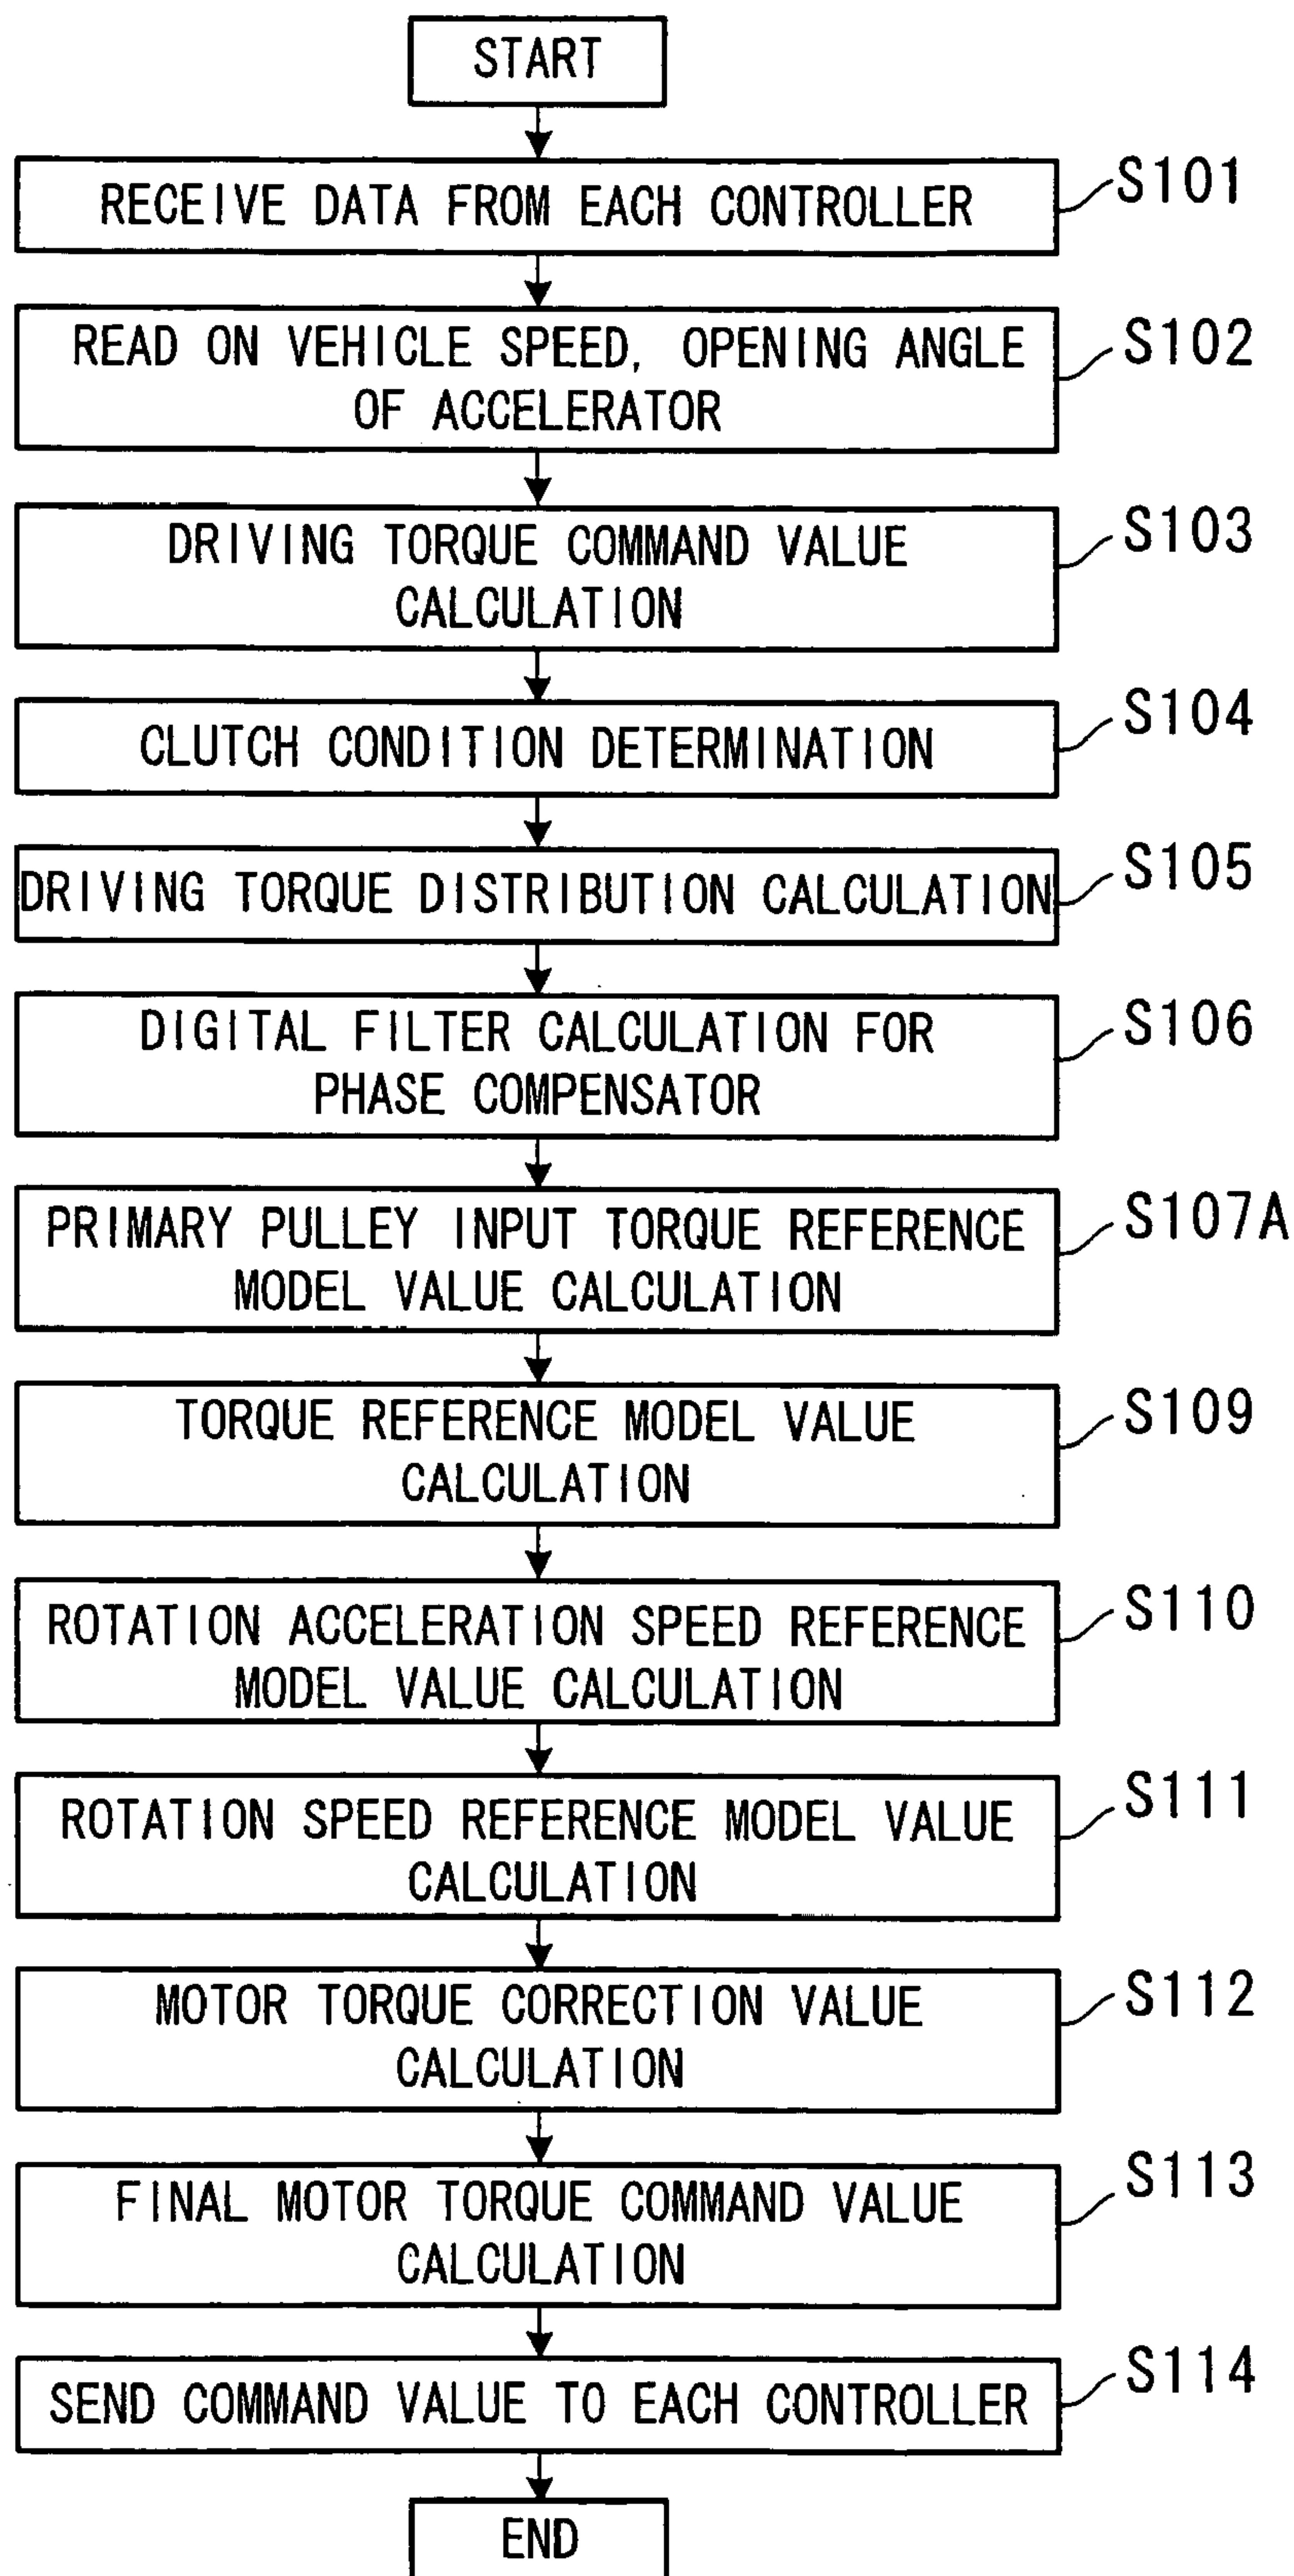 START
RECEIVE DATA FROM EACH CONTROLLER
S101
READ ON VEHICLE SPEED, OPENING ANGLE
OF ACCELERATOR
S102
DRIVING TORQUE COMMAND VALUE
CALCULATION
S103
CLUTCH CONDITION DETERMINATION
S104
DRIVING TORQUE DISTRIBUTION CALCULATION
S105
DIGITAL FILTER CALCULATION FOR
PHASE COMPENSATOR
S106
PRIMARY PULLEY INPUT TORQUE REFERENCE
MODEL VALUE CALCULATION
S107A
TORQUE REFERENCE MODEL VALUE
CALCULATION
S109
ROTATION ACCELERATION SPEED REFERENCE
MODEL VALUE CALCULATION
S110
ROTATION SPEED REFERENCE MODEL VALUE
CALCULATION
S111
MOTOR TORQUE CORRECTION VALUE
CALCULATION
S112
FINAL MOTOR TORQUE COMMAND VALUE
CALCULATION
S113
SEND COMMAND VALUE TO EACH CONTROLLER
S114
END